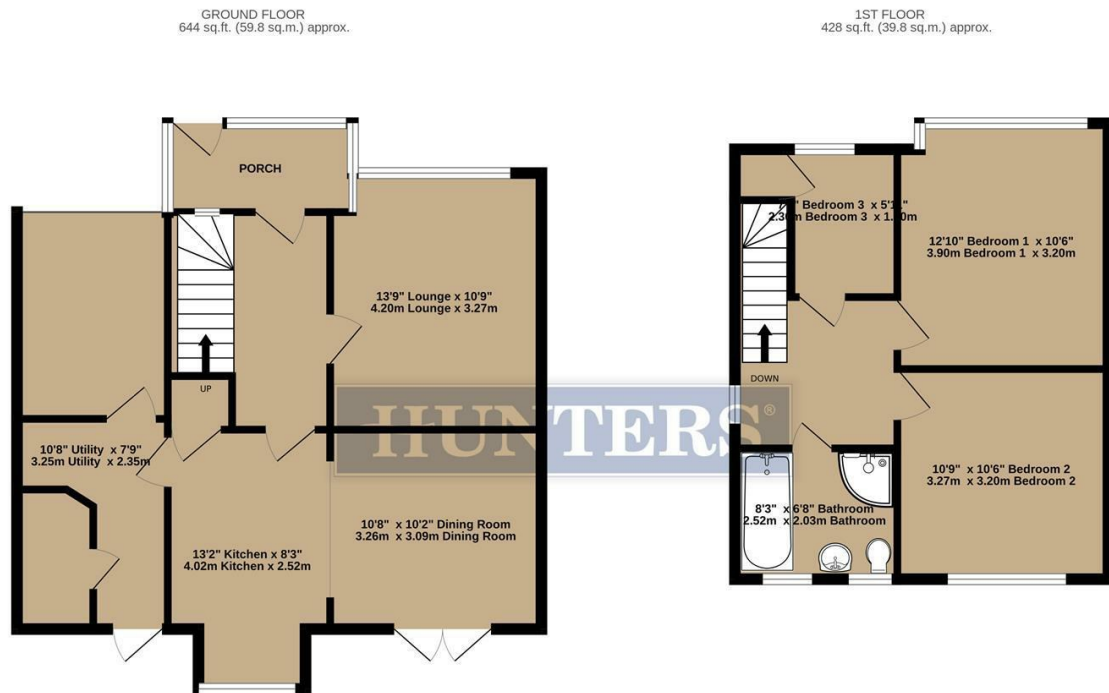 GROUND FLOOR
644 sq.ft. (59.8 sq.m.) approx.
1ST FLOOR
428 sq.ft. (39.8 sq.m.) approx.
PORCH
13'9" Lounge x 10'9"
4.20m Lounge x 3.27m
UP
10'8" Utility x 7'9"
3.25m Utility x 2.35m
13'2" Kitchen x 8'3"
4.02m Kitchen x 2.52m
10'8" x 10'2" Dining Room
3.26m x 3.09m Dining Room
HUNTERS®
Bedroom 3 x
Bedroom 3 x
12'10" Bedroom 1 x 10'6"
3.90m Bedroom 1 x 3.20m
DOWN
10'9" x 10'6" Bedroom 2
3.27m x 3.20m Bedroom 2
8'3" x 6'8" Bathroom
2.52m x 2.03m Bathroom